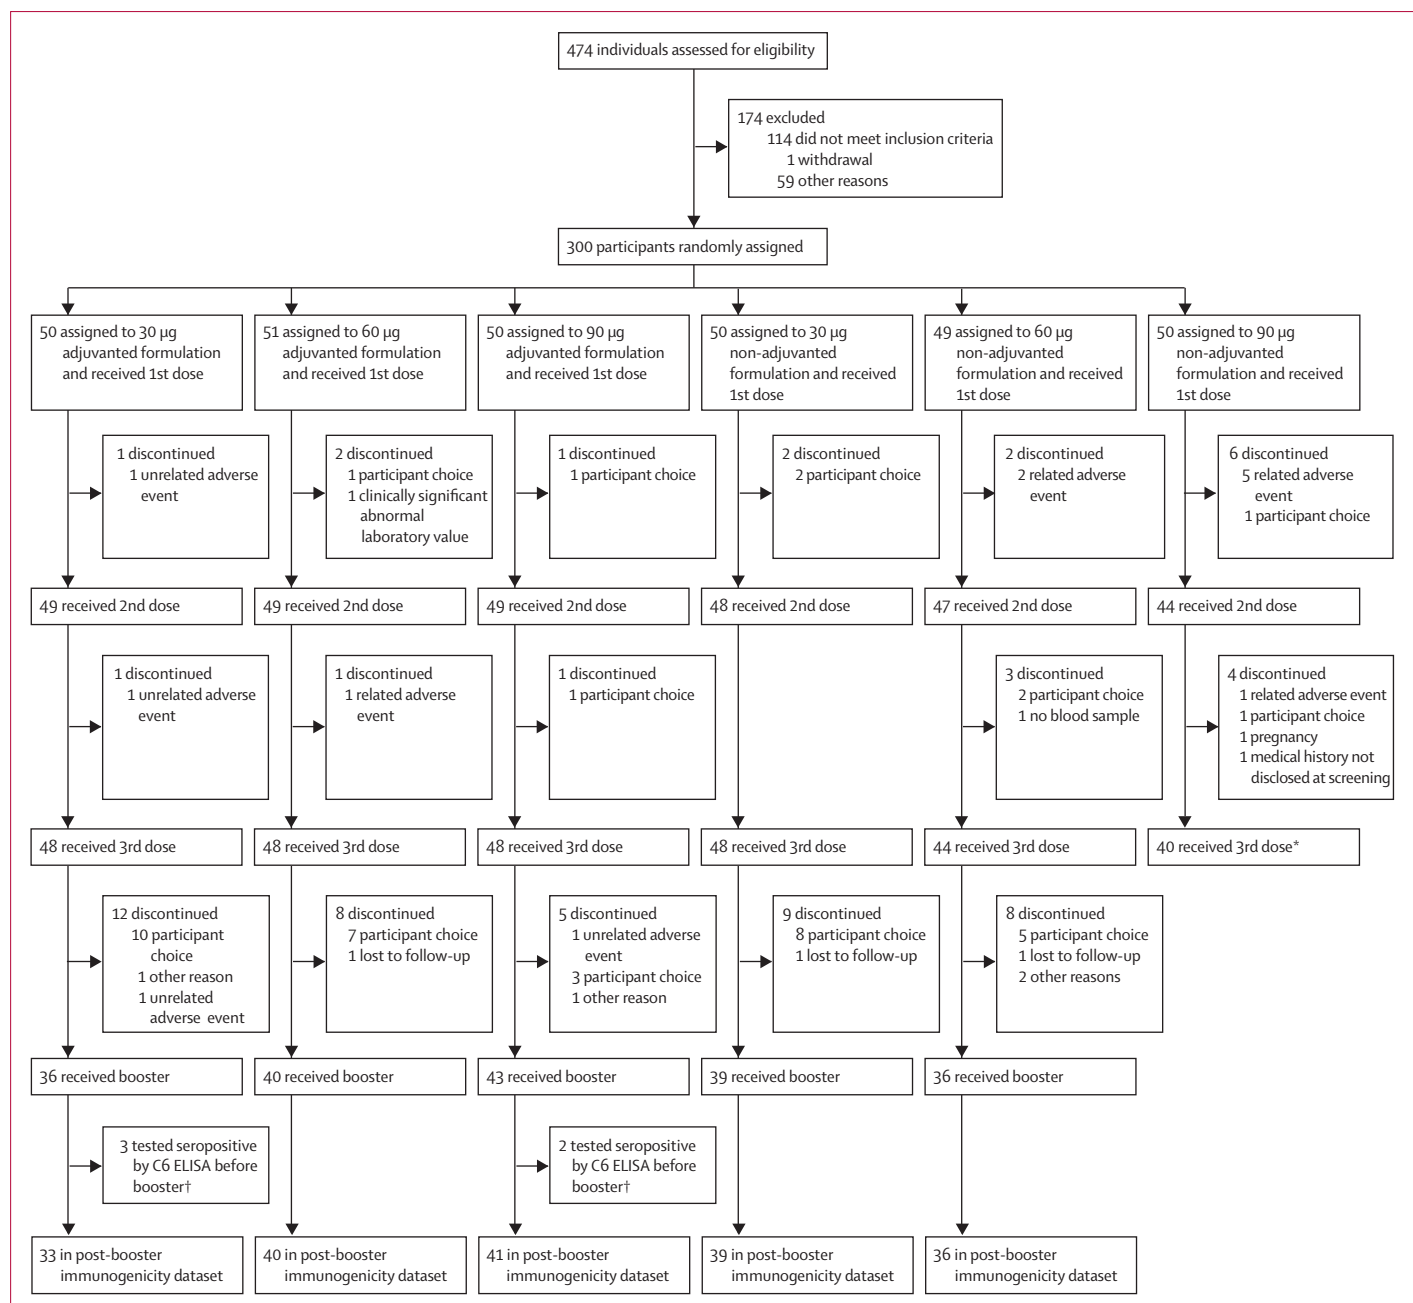 474 individuals assessed for eligibility
174 excluded
114 did not meet inclusion criteria
1 withdrawal
59 other reasons
300 participants randomly assigned
50 assigned to 30 µg
adjuvanted formulation
and received 1st dose
51 assigned to 60 µg
adjuvanted formulation
and received 1st dose
50 assigned to 90 µg
adjuvanted formulation
and received 1st dose
50 assigned to 30 µg
non-adjuvanted
formulation and received
1st dose
49 assigned to 60 µg
non-adjuvanted
formulation and received
1st dose
50 assigned to 90 µg
non-adjuvanted
formulation and received
1st dose
1 discontinued
1 unrelated adverse
event
2 discontinued
1 participant choice
1 clinically significant
abnormal
laboratory value
1 discontinued
1 participant choice
2 discontinued
2 participant choice
2 discontinued
2 related adverse
event
6 discontinued
5 related adverse
event
1 participant choice
49 received 2nd dose
49 received 2nd dose
49 received 2nd dose
48 received 2nd dose
47 received 2nd dose
44 received 2nd dose
1 discontinued
1 unrelated adverse
event
1 discontinued
1 related adverse
event
1 discontinued
1 participant choice
3 discontinued
2 participant choice
1 no blood sample
4 discontinued
1 related adverse event
1 participant choice
1 pregnancy
1 medical history not
disclosed at screening
48 received 3rd dose
48 received 3rd dose
48 received 3rd dose
48 received 3rd dose
44 received 3rd dose
40 received 3rd dose*
12 discontinued
10 participant
choice
1 other reason
1 unrelated
adverse event
8 discontinued
7 participant choice
1 lost to follow-up
5 discontinued
1 unrelated adverse
event
3 participant choice
1 other reason
9 discontinued
8 participant choice
1 lost to follow-up
8 discontinued
5 participant choice
1 lost to follow-up
2 other reasons
36 received booster
40 received booster
43 received booster
39 received booster
36 received booster
3 tested seropositive
by C6 ELISA before
booster†
2 tested seropositive
by C6 ELISA before
booster†
33 in post-booster
immunogenicity dataset
40 in post-booster
immunogenicity dataset
41 in post-booster
immunogenicity dataset
39 in post-booster
immunogenicity dataset
36 in post-booster
immunogenicity dataset